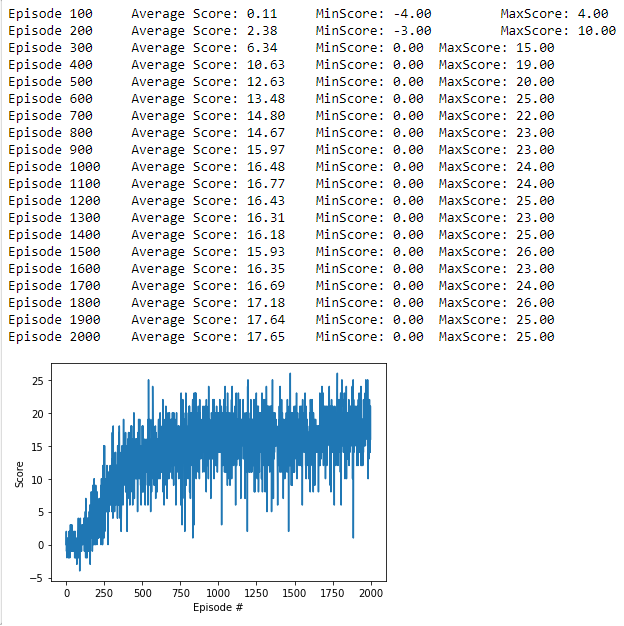 Episode 100 Average Score: 0.11 MinScore: -4.00 MaxScore: 4.00
Episode 200 Average Score: 2.38 MinScore: -3.00 MaxScore: 10.00
Episode 300 Average Score: 6.34 MinScore: 0.00 MaxScore: 15.00
Episode 400 Average Score: 10.63 MinScore: 0.00 MaxScore: 19.00
Episode 500 Average Score: 12.63 MinScore: 0.00 MaxScore: 20.00
Episode 600 Average Score: 13.48 MinScore: 0.00 MaxScore: 25.00
Episode 700 Average Score: 14.80 MinScore: 0.00 MaxScore: 22.00
Episode 800 Average Score: 14.67 MinScore: 0.00 MaxScore: 23.00
Episode 900 Average Score: 15.97 MinScore: 0.00 MaxScore: 23.00
Episode 1000 Average Score: 16.48 MinScore: 0.00 MaxScore: 24.00
Episode 1100 Average Score: 16.77 MinScore: 0.00 MaxScore: 24.00
Episode 1200 Average Score: 16.43 MinScore: 0.00 MaxScore: 25.00
Episode 1300 Average Score: 16.31 MinScore: 0.00 MaxScore: 23.00
Episode 1400 Average Score: 16.18 MinScore: 0.00 MaxScore: 25.00
Episode 1500 Average Score: 15.93 MinScore: 0.00 MaxScore: 26.00
Episode 1600 Average Score: 16.35 MinScore: 0.00 MaxScore: 23.00
Episode 1700 Average Score: 16.69 MinScore: 0.00 MaxScore: 24.00
Episode 1800 Average Score: 17.18 MinScore: 0.00 MaxScore: 26.00
Episode 1900 Average Score: 17.64 MinScore: 0.00 MaxScore: 25.00
Episode 2000 Average Score: 17.65 MinScore: 0.00 MaxScore: 25.00
25
20
15
10
5
0
−5
Score
0 250 500 750 1000 1250 1500 1750 2000
Episode #